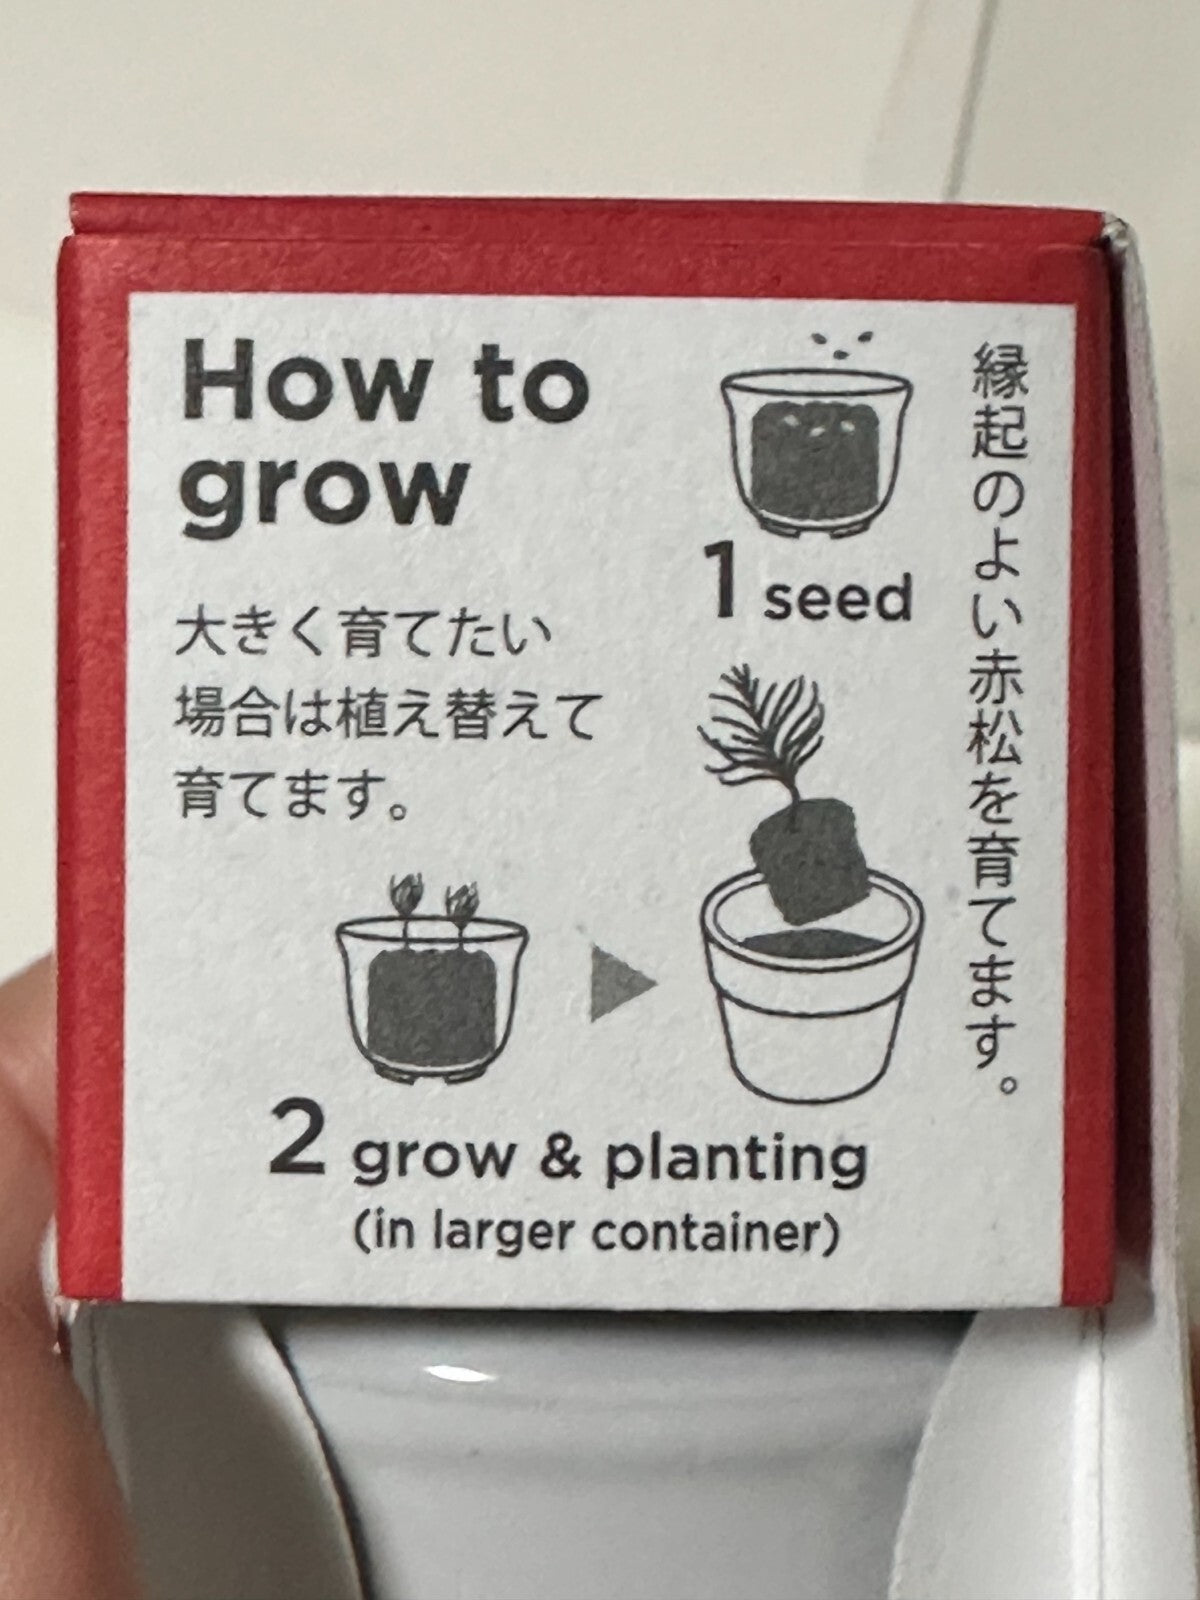 How to
grow
大きく育てたい
場合は植え替えて
育てます。
1 seed
縁起のよい赤松を育てます。
2 grow & planting
(in larger container)